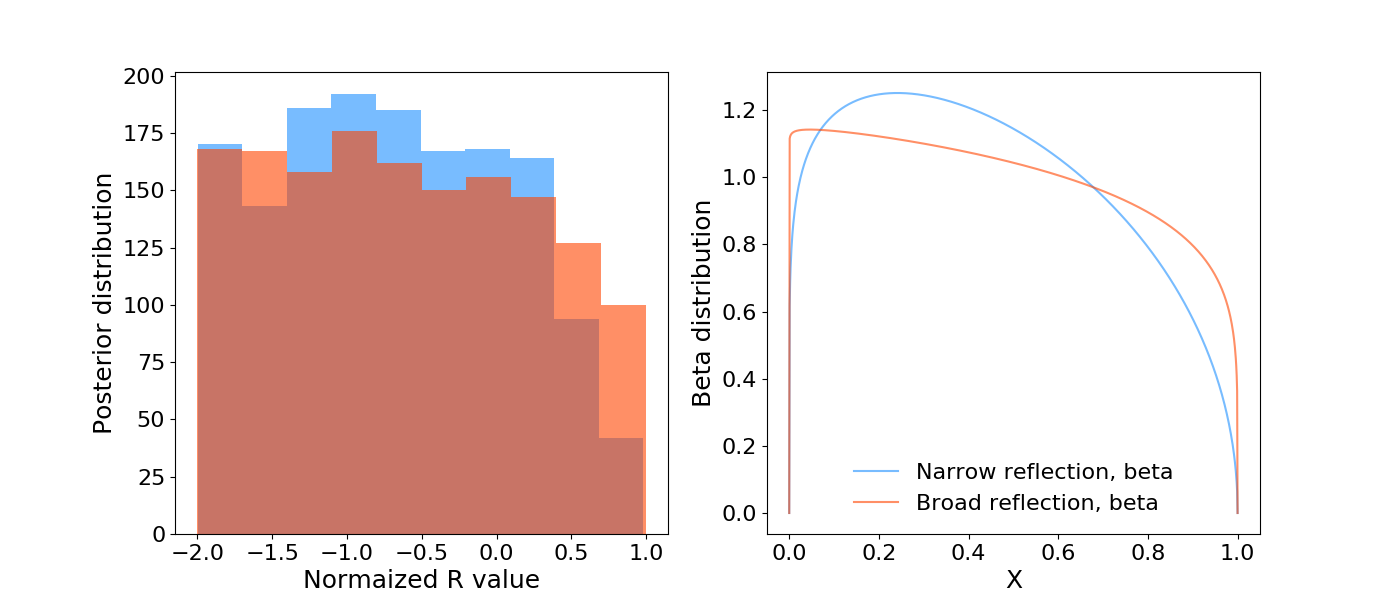 200
175
150
125
100
75
50
25
0
Posterior distribution
−2.0 −1.5 −1.0 −0.5 0.0 0.5 1.0
Normaized R value
1.2
1.0
0.8
0.6
0.4
0.2
0.0
Beta distribution
Narrow reflection, beta
Broad reflection, beta
0.0 0.2 0.4 0.6 0.8 1.0
X